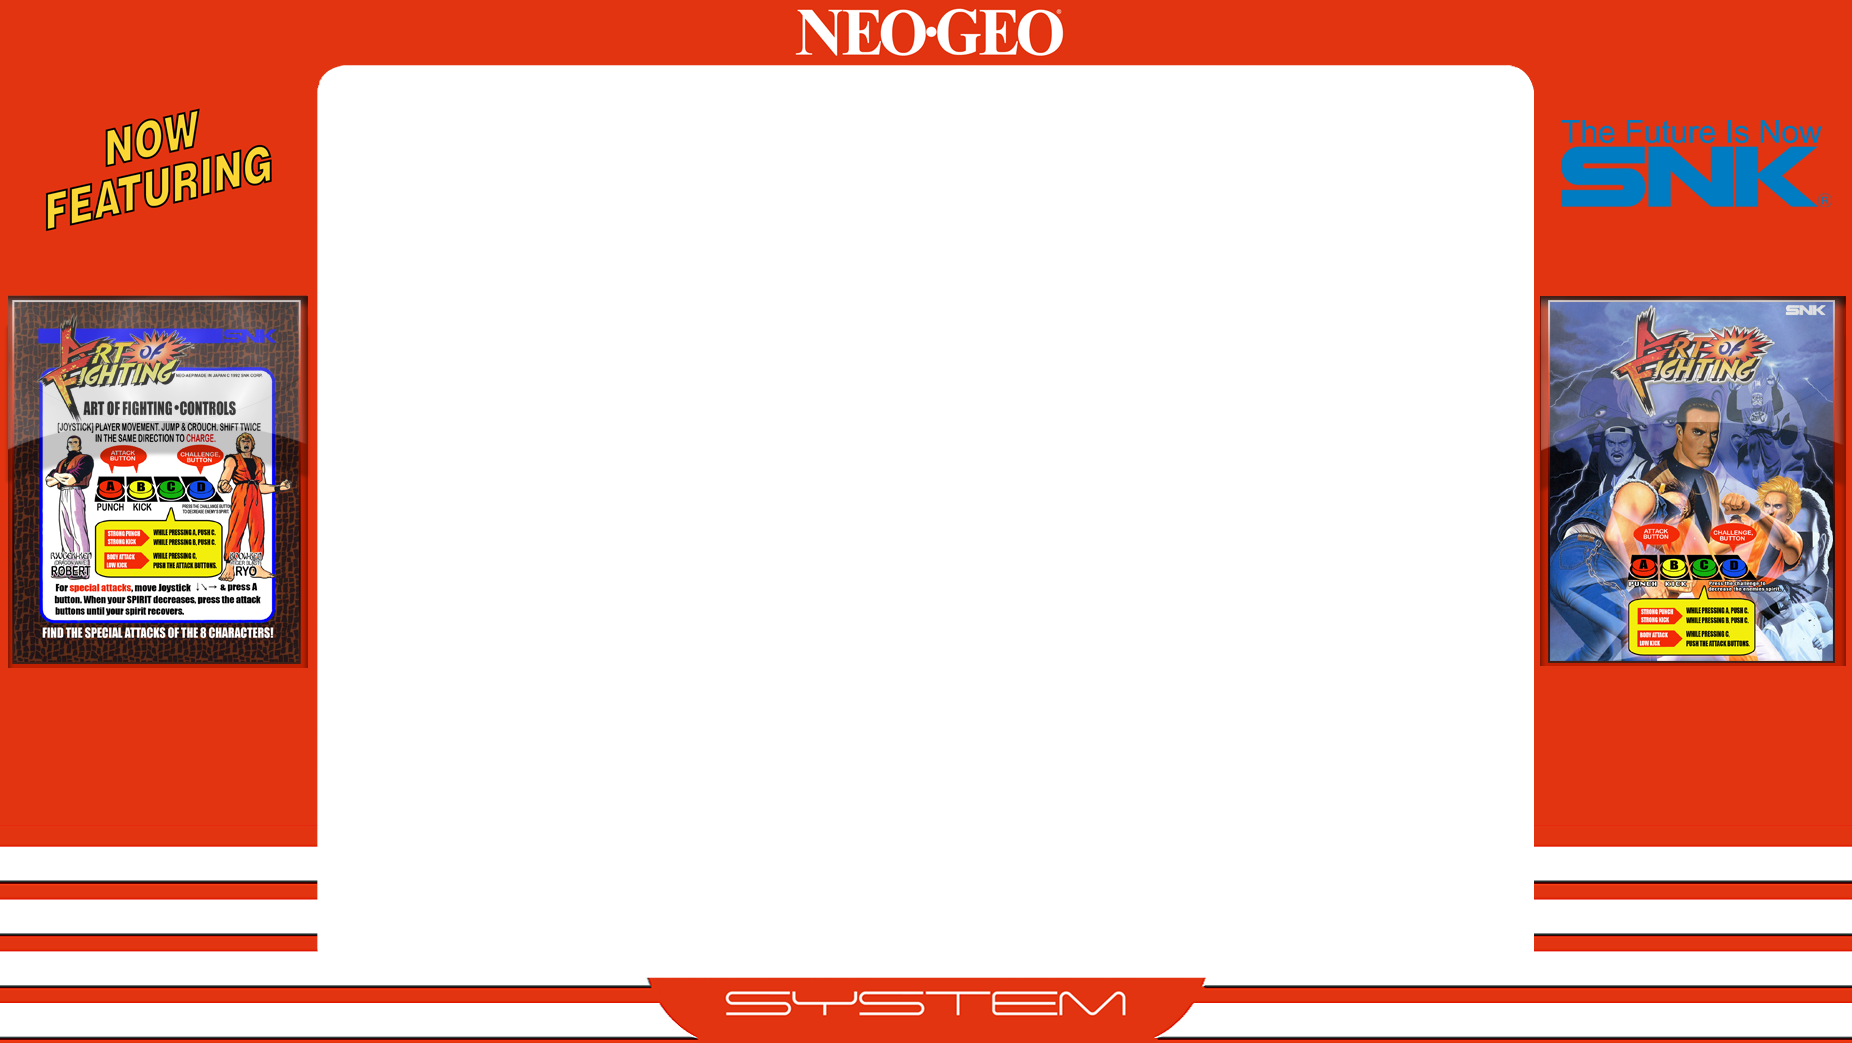 NEO•GEO®
NOW
FEATURING
The Future Is Now
SNK®
SNK
ART OF
FIGHTING
NEO-AEP/MADE IN JAPAN © 1992 SNK CORP.
ART OF FIGHTING•CONTROLS
[JOYSTICK] PLAYER MOVEMENT. JUMP & CROUCH. SHIFT TWICE
IN THE SAME DIRECTION TO CHARGE.
ATTACK
BUTTON
CHALLENGE,
BUTTON
A B C D
PUNCH KICK
PRESS THE CHALLANGE BUTTON
TO DECREASE ENEMY'S SPIRIT.
STRONG PUNCH WHILE PRESSING A, PUSH C.
STRONG KICK WHILE PRESSING B, PUSH C.
BODY ATTACK WHILE PRESSING C,
LOW KICK PUSH THE ATTACK BUTTONS.
ROBERT
RYO
For special attacks, move Joystick ↓↘→ & press A
button. When your SPIRIT decreases, press the attack
buttons until your spirit recovers.
FIND THE SPECIAL ATTACKS OF THE 8 CHARACTERS!
SNK
ART OF
FIGHTING
ATTACK
BUTTON
CHALLENGE,
BUTTON
A B C D
PUNCH KICK
Press the challenge to
decrease the enemies spirit..
STRONG PUNCH WHILE PRESSING A, PUSH C.
STRONG KICK WHILE PRESSING B, PUSH C.
BODY ATTACK WHILE PRESSING C,
LOW KICK PUSH THE ATTACK BUTTONS.
SYSTEM